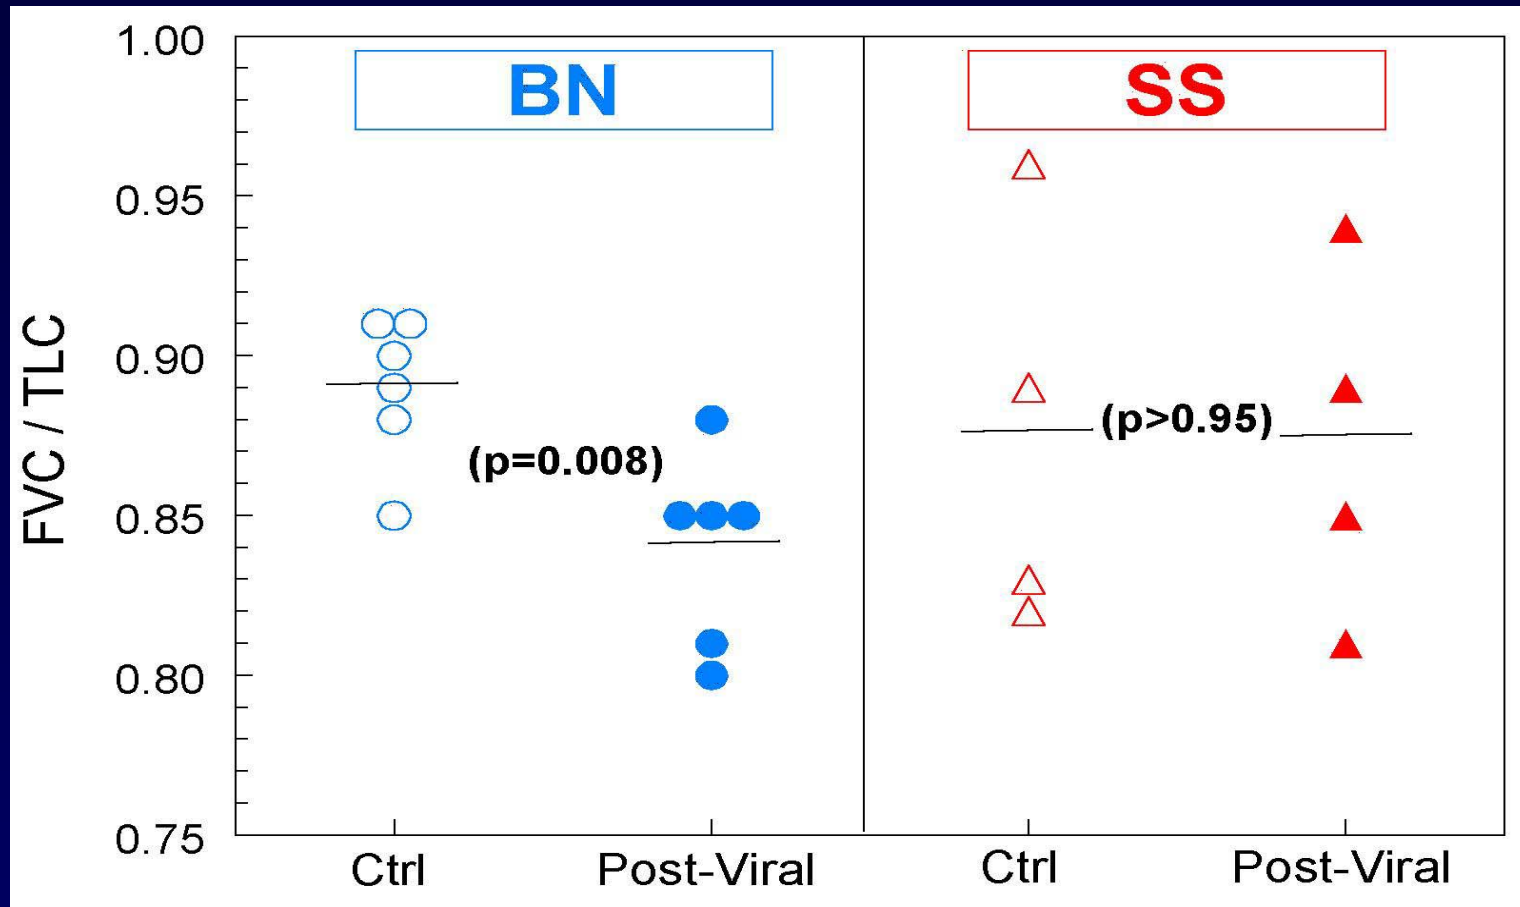 BN
SS
FVC / TLC
1.00
0.95
0.90
0.85
0.80
0.75
(p=0.008)
(p>0.95)
Ctrl
Post-Viral
Ctrl
Post-Viral